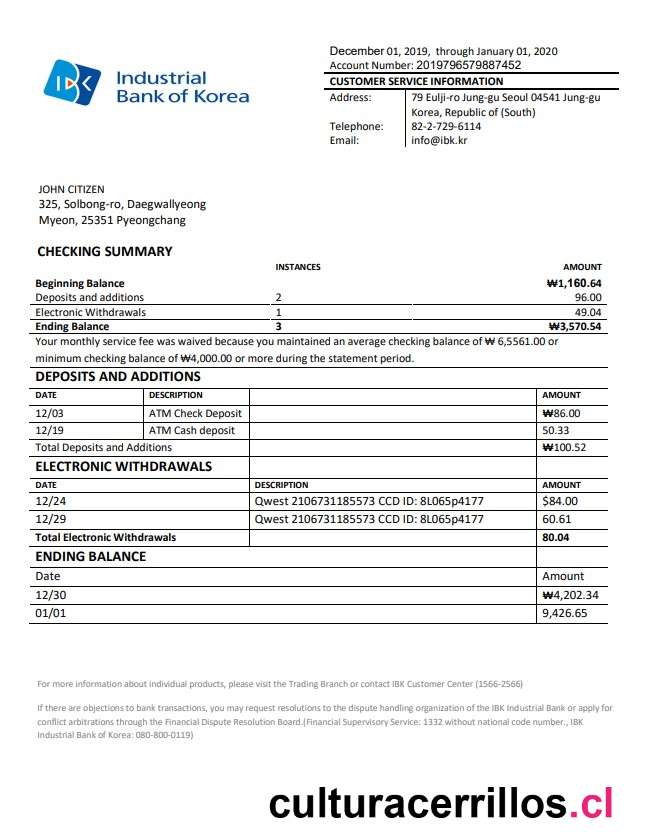 December 01, 2019, through January 01, 2020
Account Number: 2019796579887452
IBK Industrial
Bank of Korea
CUSTOMER SERVICE INFORMATION
Address: 79 Eulji-ro Jung-gu Seoul 04541 Jung-gu
Korea, Republic of (South)
Telephone: 82-2-729-6114
Email: info@ibk.kr
JOHN CITIZEN
325, Solbong-ro, Daegwallyeong
Myeon, 25351 Pyeongchang
CHECKING SUMMARY
INSTANCES AMOUNT
Beginning Balance ₩1,160.64
Deposits and additions 2 96.00
Electronic Withdrawals 1 49.04
Ending Balance 3 ₩3,570.54
Your monthly service fee was waived because you maintained an average checking balance of ₩ 6,5561.00 or
minimum checking balance of ₩4,000.00 or more during the statement period.
DEPOSITS AND ADDITIONS
DATE DESCRIPTION AMOUNT
12/03 ATM Check Deposit ₩86.00
12/19 ATM Cash deposit 50.33
Total Deposits and Additions ₩100.52
ELECTRONIC WITHDRAWALS
DATE DESCRIPTION AMOUNT
12/24 Qwest 2106731185573 CCD ID: 8L065p4177 $84.00
12/29 Qwest 2106731185573 CCD ID: 8L065p4177 60.61
Total Electronic Withdrawals 80.04
ENDING BALANCE
Date Amount
12/30 ₩4,202.34
01/01 9,426.65
For more information about individual products, please visit the Trading Branch or contact IBK Customer Center (1566-2566)
If there are objections to bank transactions, you may request resolutions to the dispute handling organization of the IBK Industrial Bank or apply for
conflict arbitrations through the Financial Dispute Resolution Board.(Financial Supervisory Service: 1332 without national code number., IBK
Industrial Bank of Korea: 080-800-0119)
culturacerrillos.cl